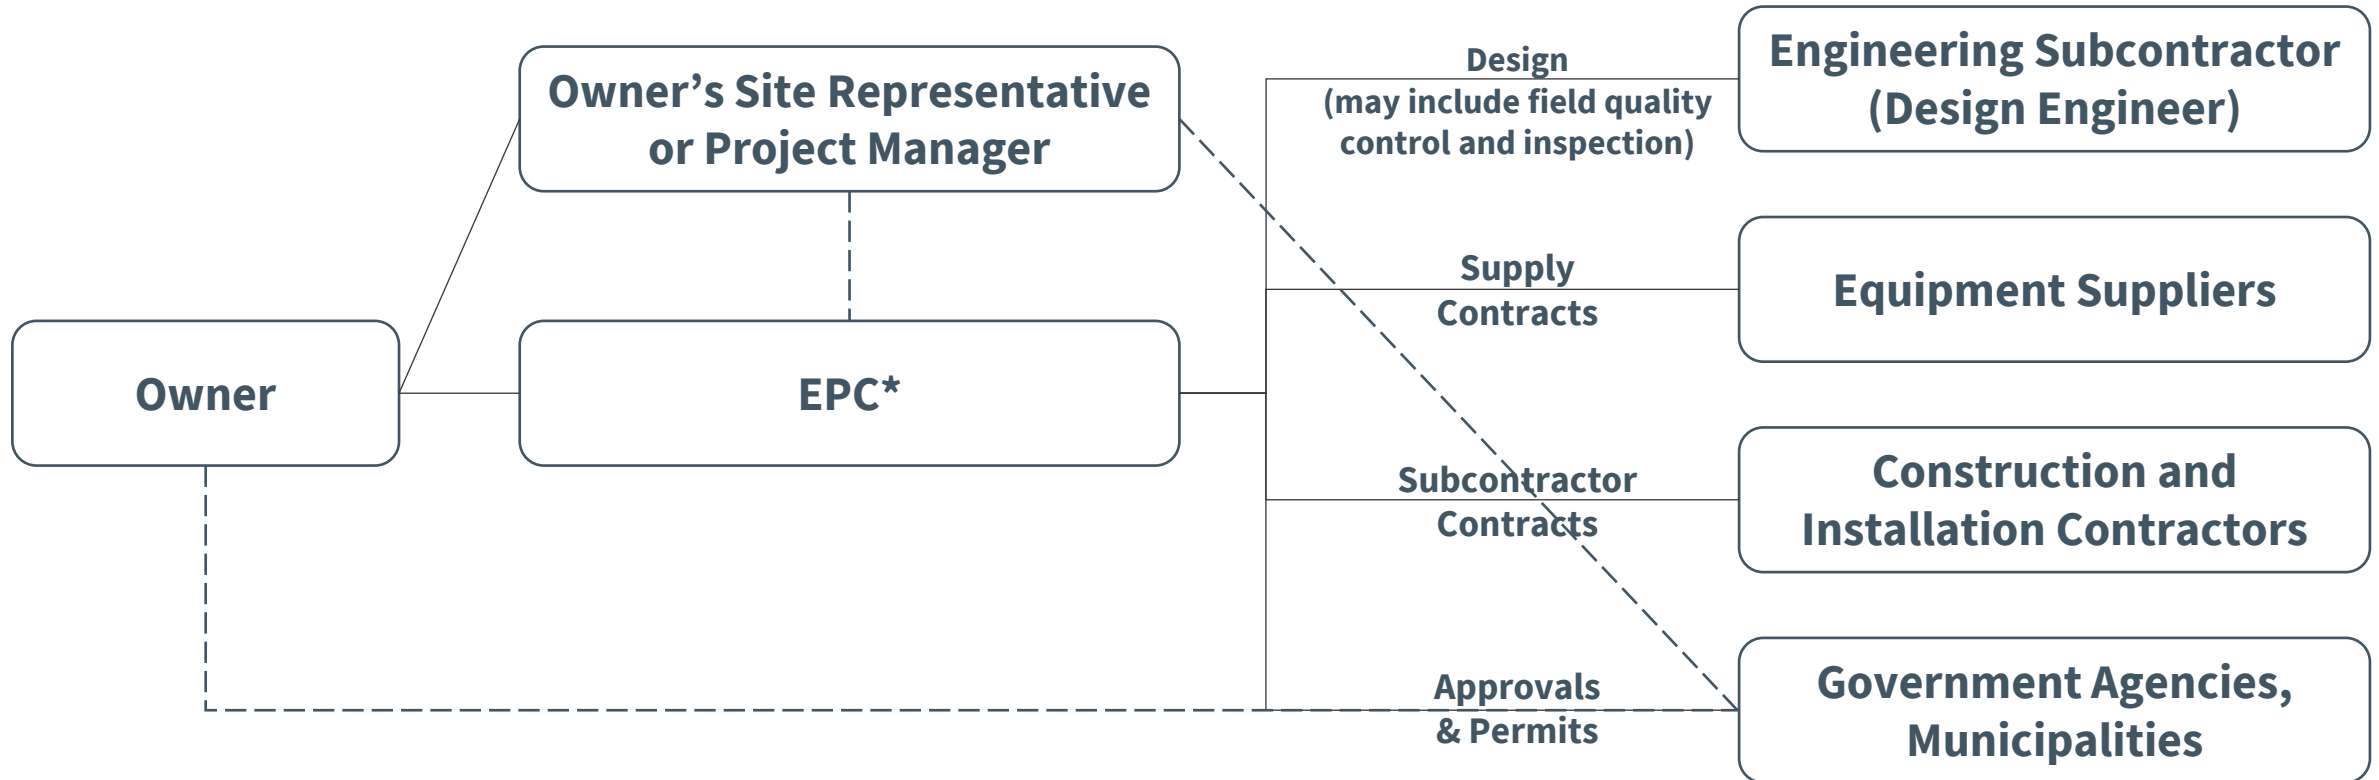 Owner’s Site Representative
or Project Manager
Owner
EPC*
Design
(may include field quality
control and inspection)
Supply
Contracts
Subcontractor
Contracts
Approvals
& Permits
Engineering Subcontractor
(Design Engineer)
Equipment Suppliers
Construction and
Installation Contractors
Government Agencies,
Municipalities